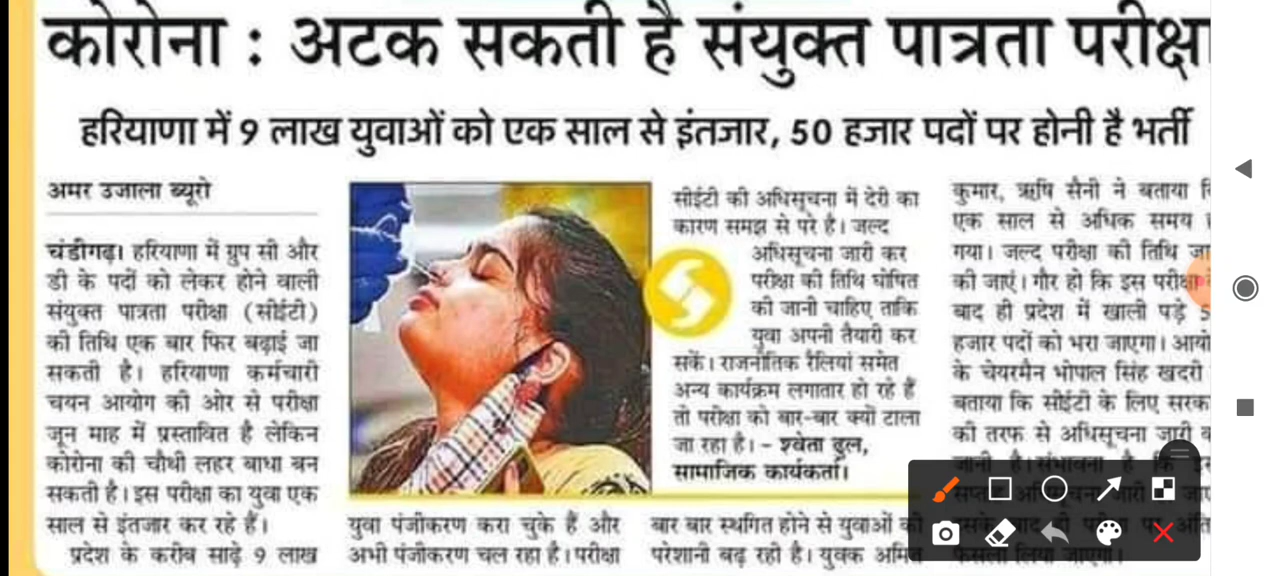 कोरोना : अटक सकती है संयुक्त पात्रता परीक्षा
हरियाणा में 9 लाख युवाओं को एक साल से इंतजार, 50 हजार पदों पर होनी है भर्ती
अमर उजाला ब्यूरो
चंडीगढ़। हरियाणा में ग्रुप सी और
डी के पदों को लेकर होने वाली
संयुक्त पात्रता परीक्षा (सीईटी)
की तिथि एक बार फिर बढ़ाई जा
सकती है। हरियाणा कर्मचारी
चयन आयोग की ओर से परीक्षा
जून माह में प्रस्तावित है लेकिन
कोरोना की चौथी लहर बाधा बन
सकती है। इस परीक्षा का युवा एक
साल से इंतजार कर रहे हैं।
प्रदेश के करीब साढ़े 9 लाख
युवा पंजीकरण करा चुके हैं और
अभी पंजीकरण चल रहा है। परीक्षा
सीईटी की अधिसूचना में देरी का
कारण समझ से परे है। जल्द
अधिसूचना जारी कर
परीक्षा की तिथि घोषित
की जानी चाहिए ताकि
युवा अपनी तैयारी कर
सकें। राजनीतिक रैलियां समेत
अन्य कार्यक्रम लगातार हो रहे हैं
तो परीक्षा को बार-बार क्यों टाला
जा रहा है। – श्वेता ढुल,
सामाजिक कार्यकर्ता।
बार बार स्थगित होने से युवाओं की
परेशानी बढ़ रही है। युवक अमित
कुमार, ऋषि सैनी ने बताया
एक साल से अधिक समय
गया। जल्द परीक्षा की तिथि
की जाएं। गौर हो कि इस परीक्षा
बाद ही प्रदेश में खाली पड़े
हजार पदों को भरा जाएगा।
के चेयरमैन भोपाल सिंह खदरी
बताया कि सीईटी के लिए
की तरफ से अधिसूचना जारी
जानी है। संभावना है कि
फैसला लिया जाएगा।